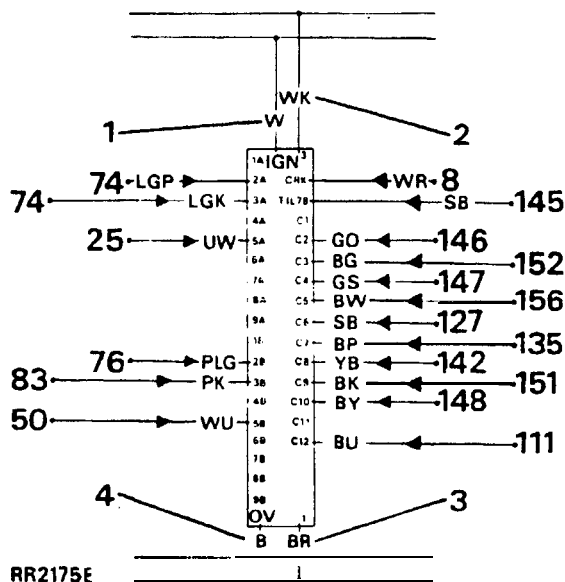 WK
1 W 2
1A IGN 3
74 LGP 2A CRK WR 8
74 LGK 3A TIL7B SB 145
4A C1
25 UW 5A C2 GO 146
6A C3 BG 152
7A C4 GS 147
8A C5 BW 156
9A C6 SB 127
1B C7 BP 135
76 PLG 2B C8 YB 142
83 PK 3B C9 BK 151
4B C10 BY 148
50 WU 5B C11
6B C12 BU 111
7B
8B
4 9B 3
OV 1
B BR
RR2175E 1